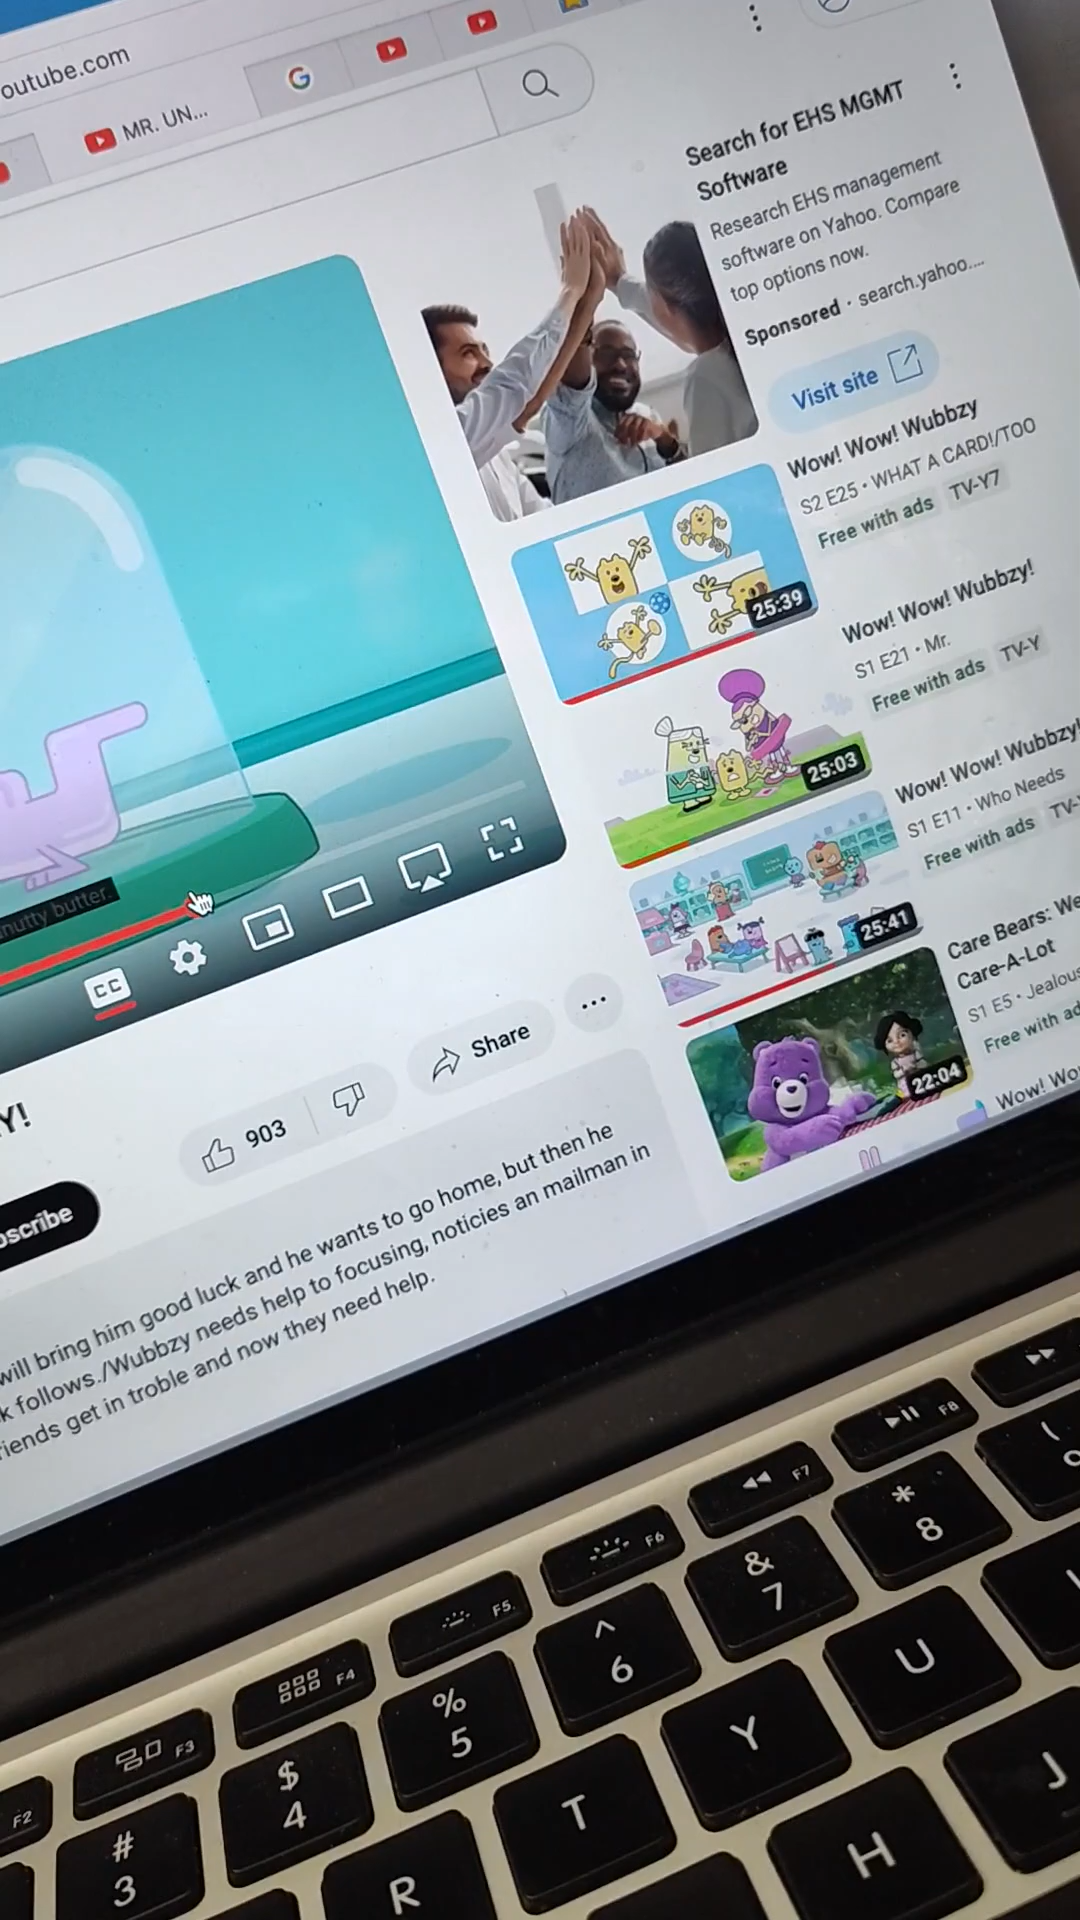 outube.com
MR. UN...
Search for EHS MGMT
Software
Research EHS management
software on Yahoo. Compare
top options now.
Sponsored · search.yahoo....
Visit site
Wow! Wow! Wubbzy
S2 E25 • WHAT A CARD!/TOO
Free with ads TV-Y7
25:39
Wow! Wow! Wubbzy!
S1 E21 • Mr.
Free with ads TV-Y
25:03
Wow! Wow! Wubbzy!
S1 E11 • Who Needs
Free with ads TV-
25:41
Care Bears: We
Care-A-Lot
S1 E5 • Jealous
Free with ad
22:04
Wow! Wo
nutty butter.
CC
Y!
903
Share
bscribe
will bring him good luck and he wants to go home, but then he
k follows./Wubbzy needs help to focusing, noticies an mailman in
riends get in troble and now they need help.
F2
F3
F4
F5
F6
F7
F8
# 3
$ 4
% 5
^ 6
& 7
* 8
(
R
T
Y
U
H
J